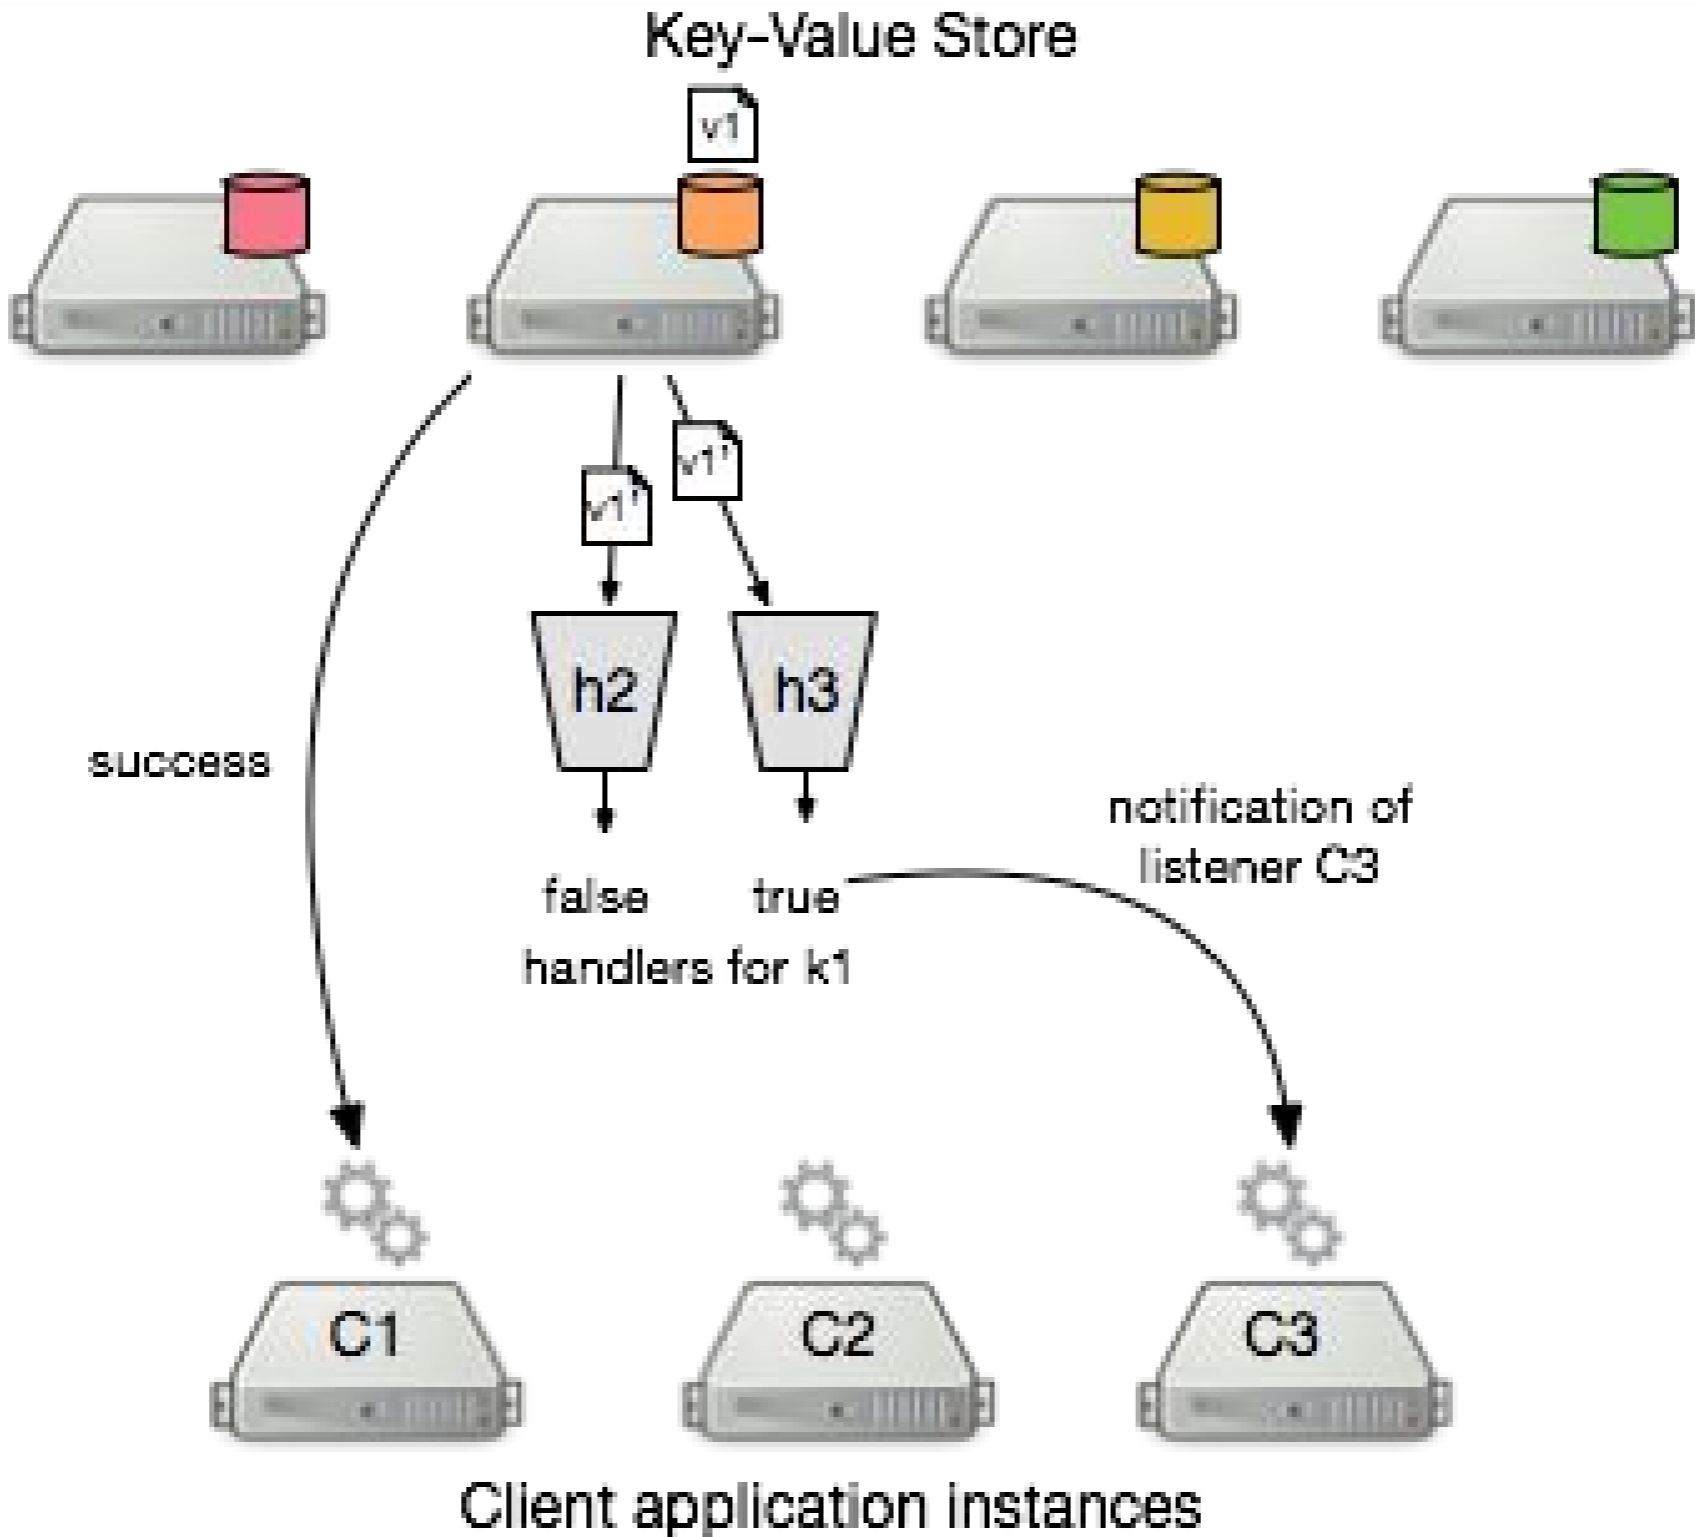 Key-Value Store
v1
v1'
v1'
h2
h3
success
notification of
listener C3
false
true
handlers for k1
C1
C2
C3
Client application instances